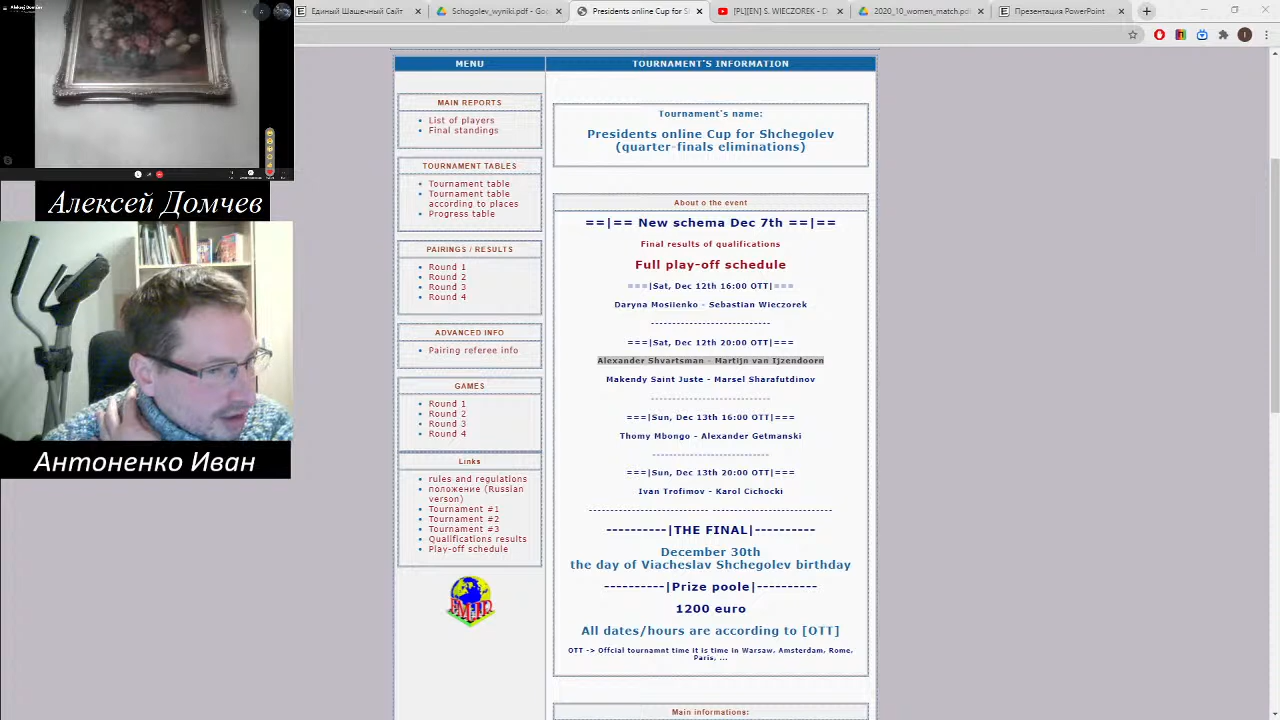 Единый Шашечный Сайт
Schogolev_wyniki.pdf - Go
Presidents online Cup for S
[PL][EN] S. WIECZOREK - D
2020_10_women_match
Презентация PowerPoint
Алексей Домчев
Антоненко Иван
MENU
MAIN REPORTS
List of players
Final standings
TOURNAMENT TABLES
Tournament table
Tournament table
according to places
Progress table
PAIRINGS / RESULTS
Round 1
Round 2
Round 3
Round 4
ADVANCED INFO
Pairing referee info
GAMES
Round 1
Round 2
Round 3
Round 4
Links
rules and regulations
положение (Russian
verson)
Tournament #1
Tournament #2
Tournament #3
Qualifications results
Play-off schedule
TOURNAMENT'S INFORMATION
Tournament's name:
Presidents online Cup for Shchegolev
(quarter-finals eliminations)
About o the event
==|== New schema Dec 7th ==|==
Final results of qualifications
Full play-off schedule
===|Sat, Dec 12th 16:00 OTT|===
Daryna Mosiienko - Sebastian Wieczorek
----------------------------
===|Sat, Dec 12th 20:00 OTT|===
Alexander Shvartsman - Martijn van Ijzendoorn
Makendy Saint Juste - Marsel Sharafutdinov
----------------------------
===|Sun, Dec 13th 16:00 OTT|===
Thomy Mbongo - Alexander Getmanski
----------------------------
===|Sun, Dec 13th 20:00 OTT|===
Ivan Trofimov - Karol Cichocki
---------------------------- ----------------------------
----------|THE FINAL|----------
December 30th
the day of Viacheslav Shchegolev birthday
----------|Prize poole|----------
1200 euro
All dates/hours are according to [OTT]
OTT -> Offcial tournamnt time it is time in Warsaw, Amsterdam, Rome,
Paris, ...
Main informations: